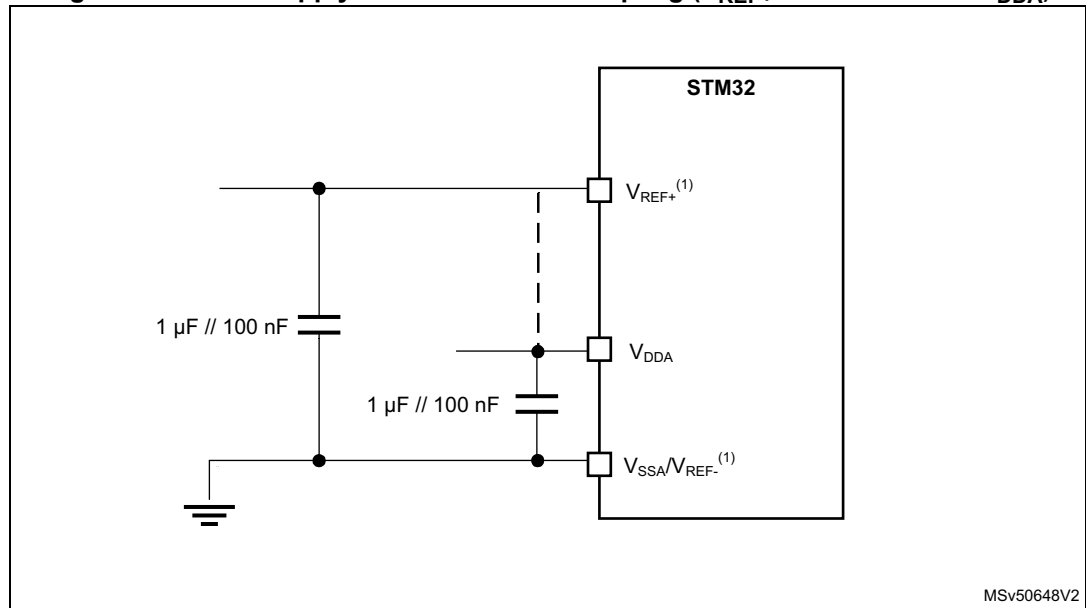 STM32
VREF+(1)
1 µF // 100 nF
VDDA
1 µF // 100 nF
VSSA/VREF-(1)
MSv50648V2